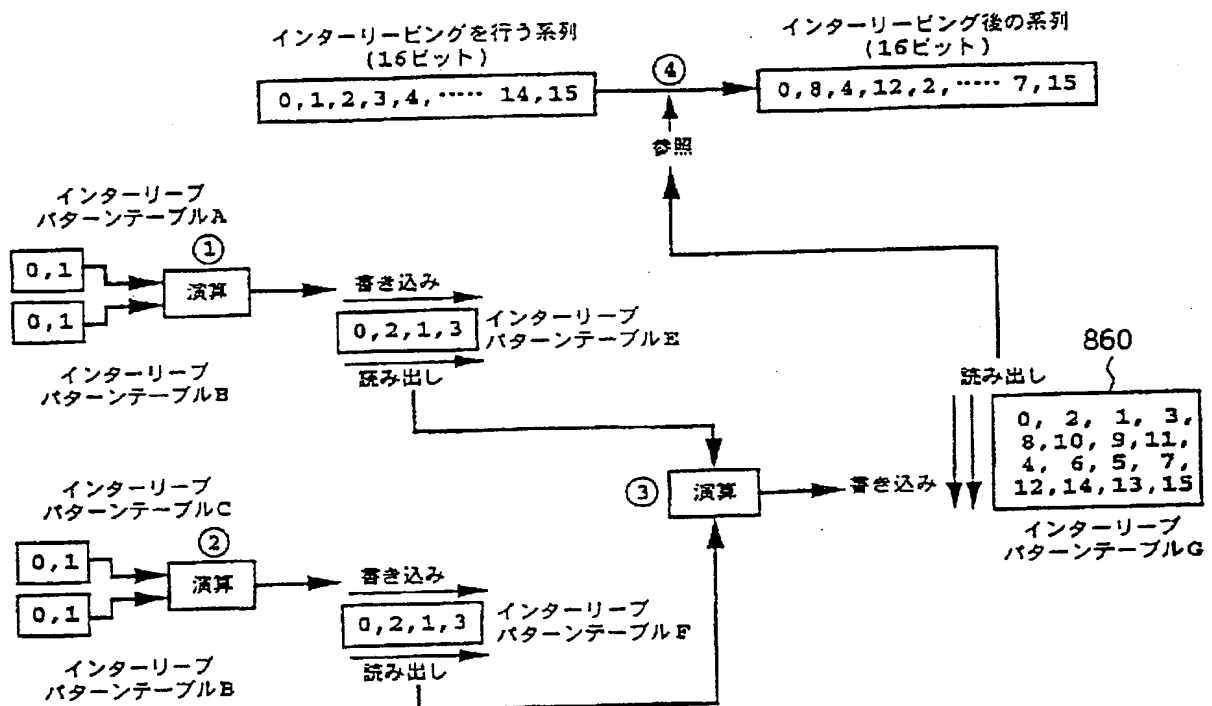 インターリービングを行う系列
(16ビット)
0,1,2,3,4,‥‥‥ 14,15
④
インターリービング後の系列
(16ビット)
0,8,4,12,2,‥‥‥ 7,15
参照
インターリーブ
パターンテーブルA
0,1
0,1
①
演算
インターリーブ
パターンテーブルB
書き込み
0,2,1,3
インターリーブ
パターンテーブルE
読み出し
860
読み出し
0, 2, 1, 3,
8,10, 9,11,
4, 6, 5, 7,
12,14,13,15
インターリーブ
パターンテーブルG
③
演算
書き込み
インターリーブ
パターンテーブルC
0,1
0,1
②
演算
インターリーブ
パターンテーブルB
書き込み
0,2,1,3
インターリーブ
パターンテーブルF
読み出し